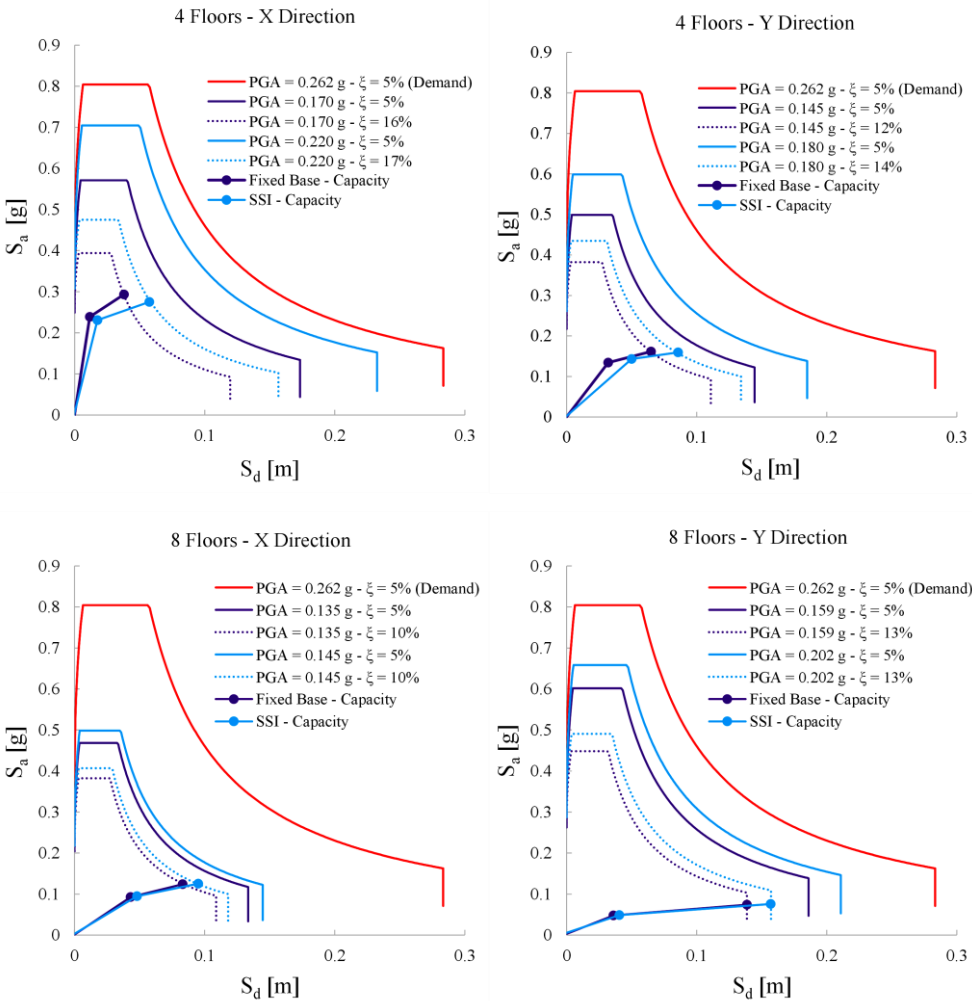 4 Floors - X Direction
0.9
0.8
0.7
0.6
0.5
0.4
0.3
0.2
0.1
0
Sa [g]
PGA = 0.262 g - ξ = 5% (Demand)
PGA = 0.170 g - ξ = 5%
PGA = 0.170 g - ξ = 16%
PGA = 0.220 g - ξ = 5%
PGA = 0.220 g - ξ = 17%
Fixed Base - Capacity
SSI - Capacity
0 0.1 0.2 0.3
Sd [m]
4 Floors - Y Direction
0.9
0.8
0.7
0.6
0.5
0.4
0.3
0.2
0.1
0
Sa [g]
PGA = 0.262 g - ξ = 5% (Demand)
PGA = 0.145 g - ξ = 5%
PGA = 0.145 g - ξ = 12%
PGA = 0.180 g - ξ = 5%
PGA = 0.180 g - ξ = 14%
Fixed Base - Capacity
SSI - Capacity
0 0.1 0.2 0.3
Sd [m]
8 Floors - X Direction
0.9
0.8
0.7
0.6
0.5
0.4
0.3
0.2
0.1
0
Sa [g]
PGA = 0.262 g - ξ = 5% (Demand)
PGA = 0.135 g - ξ = 5%
PGA = 0.135 g - ξ = 10%
PGA = 0.145 g - ξ = 5%
PGA = 0.145 g - ξ = 10%
Fixed Base - Capacity
SSI - Capacity
0 0.1 0.2 0.3
Sd [m]
8 Floors - Y Direction
0.9
0.8
0.7
0.6
0.5
0.4
0.3
0.2
0.1
0
Sa [g]
PGA = 0.262 g - ξ = 5% (Demand)
PGA = 0.159 g - ξ = 5%
PGA = 0.159 g - ξ = 13%
PGA = 0.202 g - ξ = 5%
PGA = 0.202 g - ξ = 13%
Fixed Base - Capacity
SSI - Capacity
0 0.1 0.2 0.3
Sd [m]